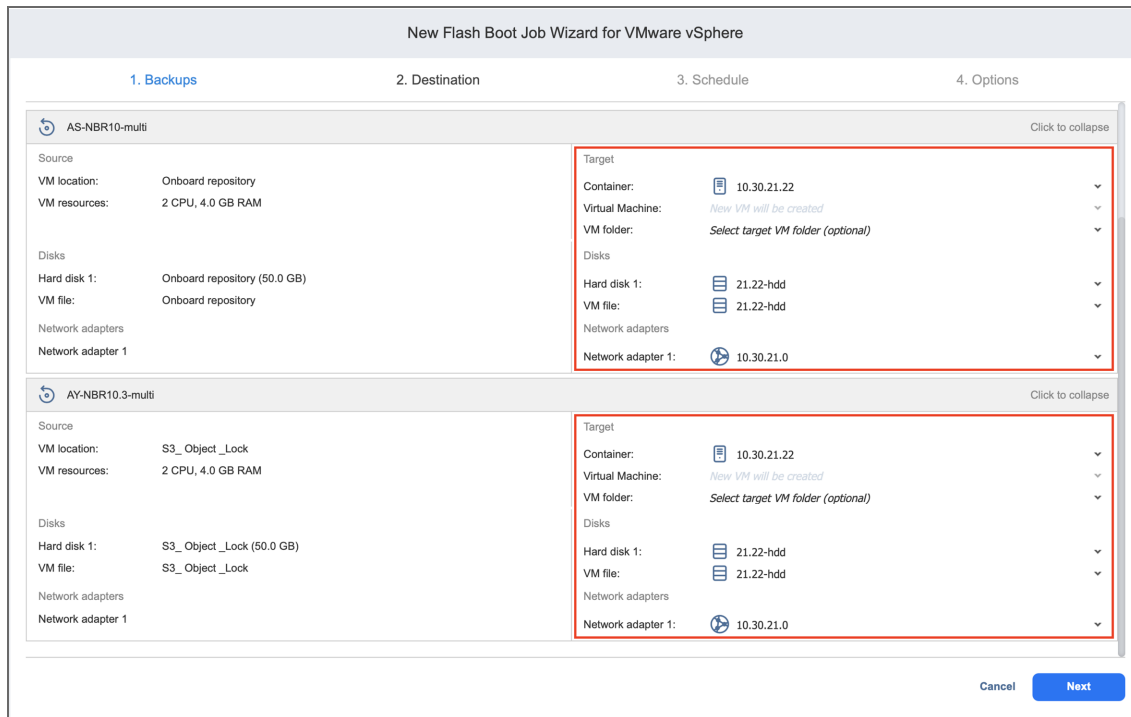 New Flash Boot Job Wizard for VMware vSphere
1. Backups 2. Destination 3. Schedule 4. Options
AS-NBR10-multi Click to collapse
Source
VM location: Onboard repository
VM resources: 2 CPU, 4.0 GB RAM
Disks
Hard disk 1: Onboard repository (50.0 GB)
VM file: Onboard repository
Network adapters
Network adapter 1
Target
Container: 10.30.21.22
Virtual Machine: New VM will be created
VM folder: Select target VM folder (optional)
Disks
Hard disk 1: 21.22-hdd
VM file: 21.22-hdd
Network adapters
Network adapter 1: 10.30.21.0
AY-NBR10.3-multi Click to collapse
Source
VM location: S3_ Object _Lock
VM resources: 2 CPU, 4.0 GB RAM
Disks
Hard disk 1: S3_ Object _Lock (50.0 GB)
VM file: S3_ Object _Lock
Network adapters
Network adapter 1
Target
Container: 10.30.21.22
Virtual Machine: New VM will be created
VM folder: Select target VM folder (optional)
Disks
Hard disk 1: 21.22-hdd
VM file: 21.22-hdd
Network adapters
Network adapter 1: 10.30.21.0
Cancel Next